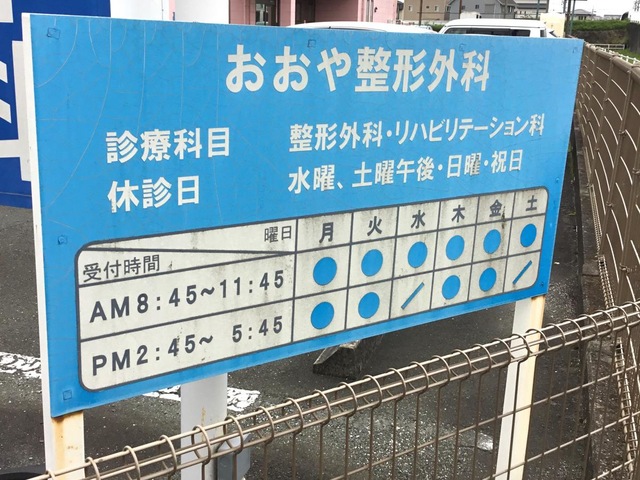 おおや整形外科
診療科目 整形外科・リハビリテーション科
休診日 水曜、土曜午後・日曜・祝日
曜日 月 火 水 木 金 土
受付時間
AM8:45~11:45 ● ● ● ● ● ●
PM2:45~ 5:45 ● ● / ● ● /